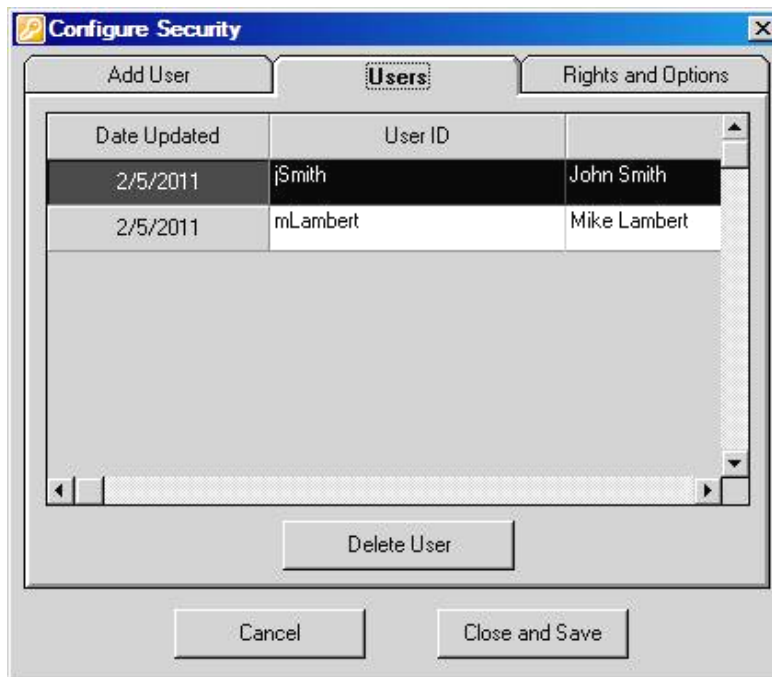 Configure Security
Add User Users Rights and Options
Date Updated User ID
2/5/2011 jSmith John Smith
2/5/2011 mLambert Mike Lambert
Delete User
Cancel Close and Save